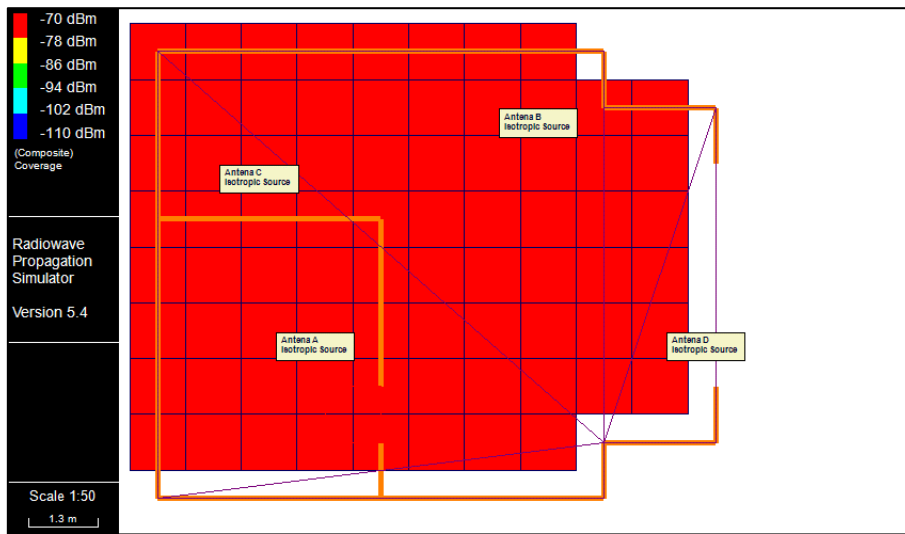 -70 dBm
-78 dBm
-86 dBm
-94 dBm
-102 dBm
-110 dBm
(Composite)
Coverage
Radiowave
Propagation
Simulator
Version 5.4
Scale 1:50
1.3 m
Antena B
Isotropic Source
Antena C
Isotropic Source
Antena A
Isotropic Source
Antena D
Isotropic Source